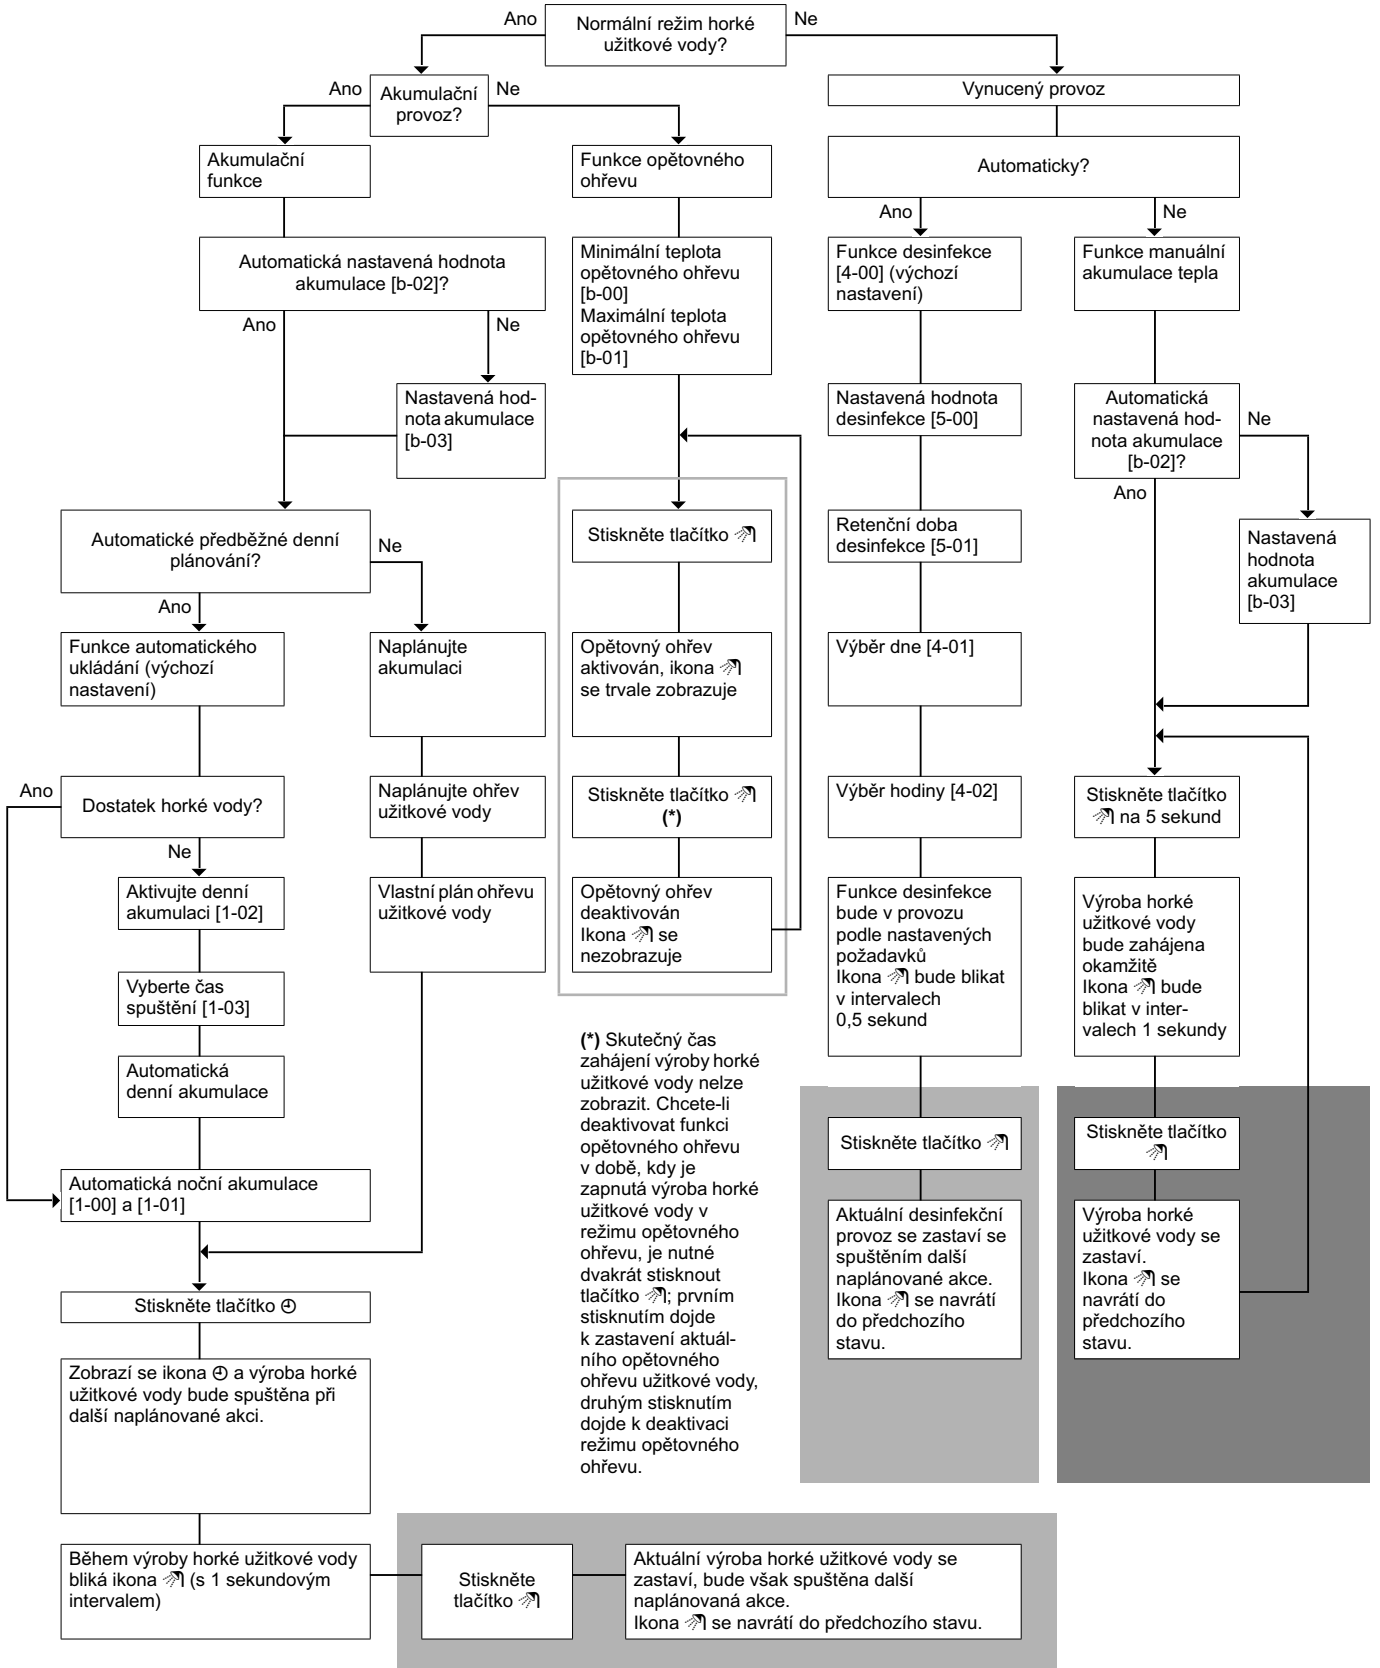 Normální režim horké
užitkové vody?
Ano
Ne
Akumulační
provoz?
Ano
Ne
Vynucený provoz
Akumulační
funkce
Funkce opětovného
ohřevu
Automaticky?
Ano
Ne
Automatická nastavená hodnota
akumulace [b-02]?
Ano
Ne
Minimální teplota
opětovného ohřevu
[b-00]
Maximální teplota
opětovného ohřevu
[b-01]
Funkce desinfekce
[4-00] (výchozí
nastavení)
Funkce manuální
akumulace tepla
Nastavená hod-
nota akumulace
[b-03]
Nastavená hodnota
desinfekce [5-00]
Automatická
nastavená hod-
nota akumulace
[b-02]?
Ne
Ano
Automatické předběžné denní
plánování?
Ne
Ano
Stiskněte tlačítko
Retenční doba
desinfekce [5-01]
Nastavená
hodnota
akumulace
[b-03]
Funkce automatického
ukládání (výchozí
nastavení)
Naplánujte
akumulaci
Opětovný ohřev
aktivován, ikona
se trvale zobrazuje
Výběr dne [4-01]
Ano
Dostatek horké vody?
Ne
Naplánujte ohřev
užitkové vody
Stiskněte tlačítko
(*)
Výběr hodiny [4-02]
Stiskněte tlačítko
na 5 sekund
Aktivujte denní
akumulaci [1-02]
Vlastní plán ohřevu
užitkové vody
Opětovný ohřev
deaktivován
Ikona se
nezobrazuje
Funkce desinfekce
bude v provozu
podle nastavených
požadavků
Ikona bude blikat
v intervalech
0,5 sekund
Výroba horké
užitkové vody
bude zahájena
okamžitě
Ikona bude
blikat v inter-
valech 1 sekundy
Vyberte čas
spuštění [1-03]
Automatická
denní akumulace
(*) Skutečný čas
zahájení výroby horké
užitkové vody nelze
zobrazit. Chcete-li
deaktivovat funkci
opětovného ohřevu
v době, kdy je
zapnutá výroba horké
užitkové vody v
režimu opětovného
ohřevu, je nutné
dvakrát stisknout
tlačítko ; prvním
stisknutím dojde
k zastavení aktuál-
ního opětovného
ohřevu užitkové vody,
druhým stisknutím
dojde k deaktivaci
režimu opětovného
ohřevu.
Stiskněte tlačítko
Stiskněte tlačítko
Automatická noční akumulace
[1-00] a [1-01]
Aktuální desinfekční
provoz se zastaví se
spuštěním další
naplánované akce.
Ikona se navrátí
do předchozího
stavu.
Výroba horké
užitkové vody se
zastaví.
Ikona se
navrátí do
předchozího
stavu.
Stiskněte tlačítko
Zobrazí se ikona a výroba horké
užitkové vody bude spuštěna při
další naplánované akci.
Během výroby horké užitkové vody
bliká ikona (s 1 sekundovým
intervalem)
Stiskněte
tlačítko
Aktuální výroba horké užitkové vody se
zastaví, bude však spuštěna další
naplánovaná akce.
Ikona se navrátí do předchozího stavu.